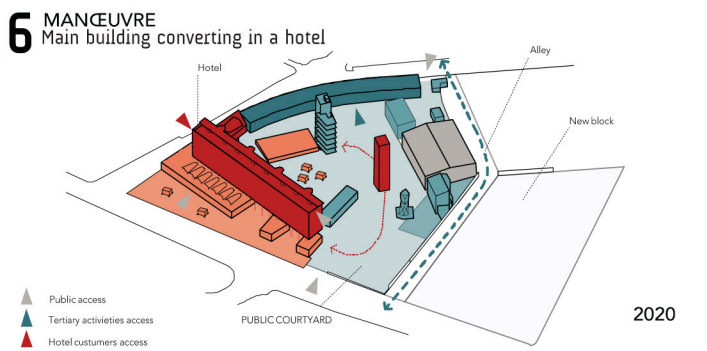 6 MANŒUVRE
Main building converting in a hotel
Alley
Hotel
New block
Public access
Tertiary activieties access
Hotel custumers access
PUBLIC COURTYARD
2020